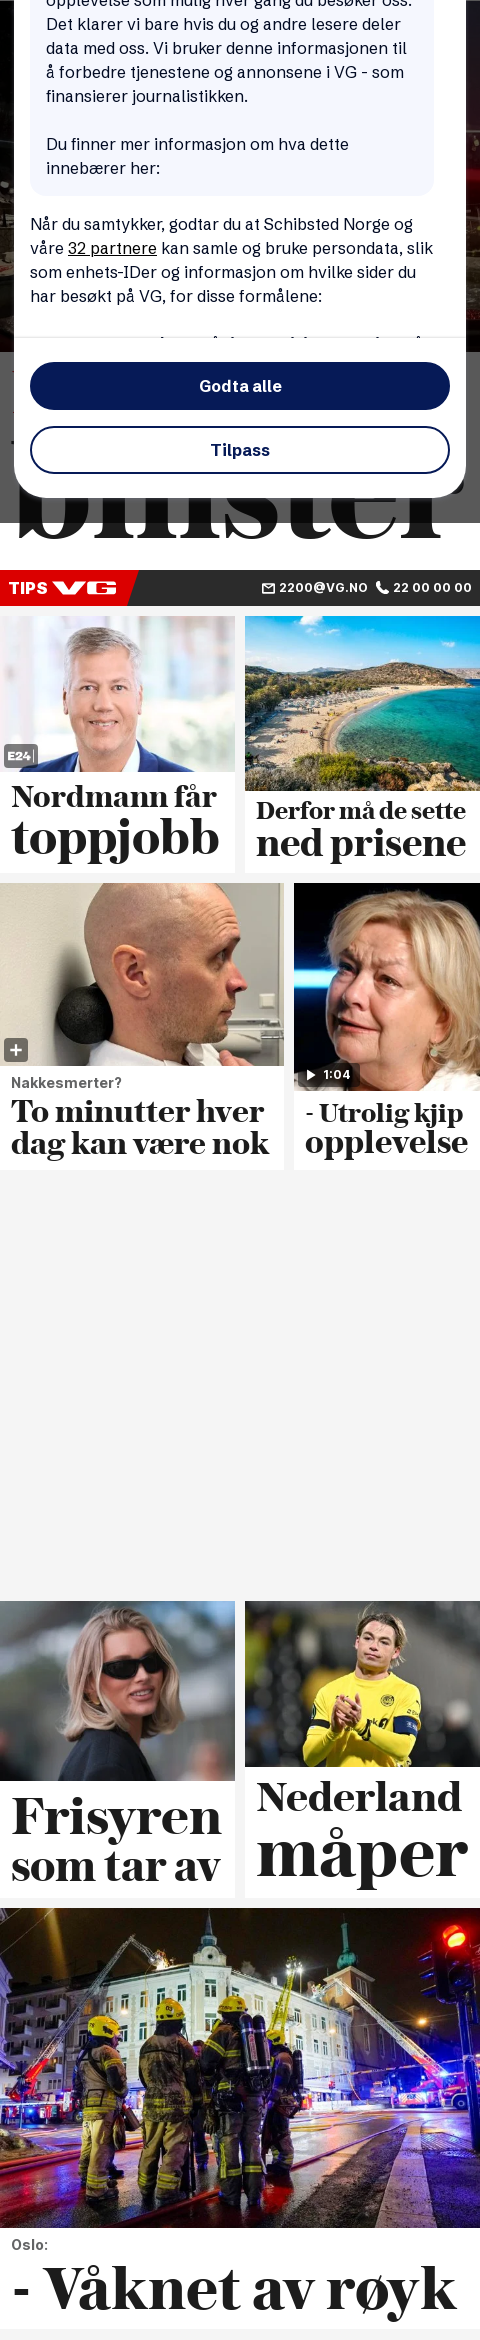 opplevelse som mulig hver gang du besøker oss.
Det klarer vi bare hvis du og andre lesere deler
data med oss. Vi bruker denne informasjonen til
å forbedre tjenestene og annonsene i VG - som
finansierer journalistikken.
Du finner mer informasjon om hva dette
innebærer her:
Når du samtykker, godtar du at Schibsted Norge og
våre 32 partnere kan samle og bruke persondata, slik
som enhets-IDer og informasjon om hvilke sider du
har besøkt på VG, for disse formålene:
Godta alle
Tilpass
TIPS VG 2200@VG.NO 22 00 00 00
E24
Nordmann får
toppjobb
Derfor må de sette
ned prisene
Nakkesmerter?
To minutter hver
dag kan være nok
1:04
- Utrolig kjip
opplevelse
Frisyren
som tar av
Nederland
måper
Oslo:
- Våknet av røyk